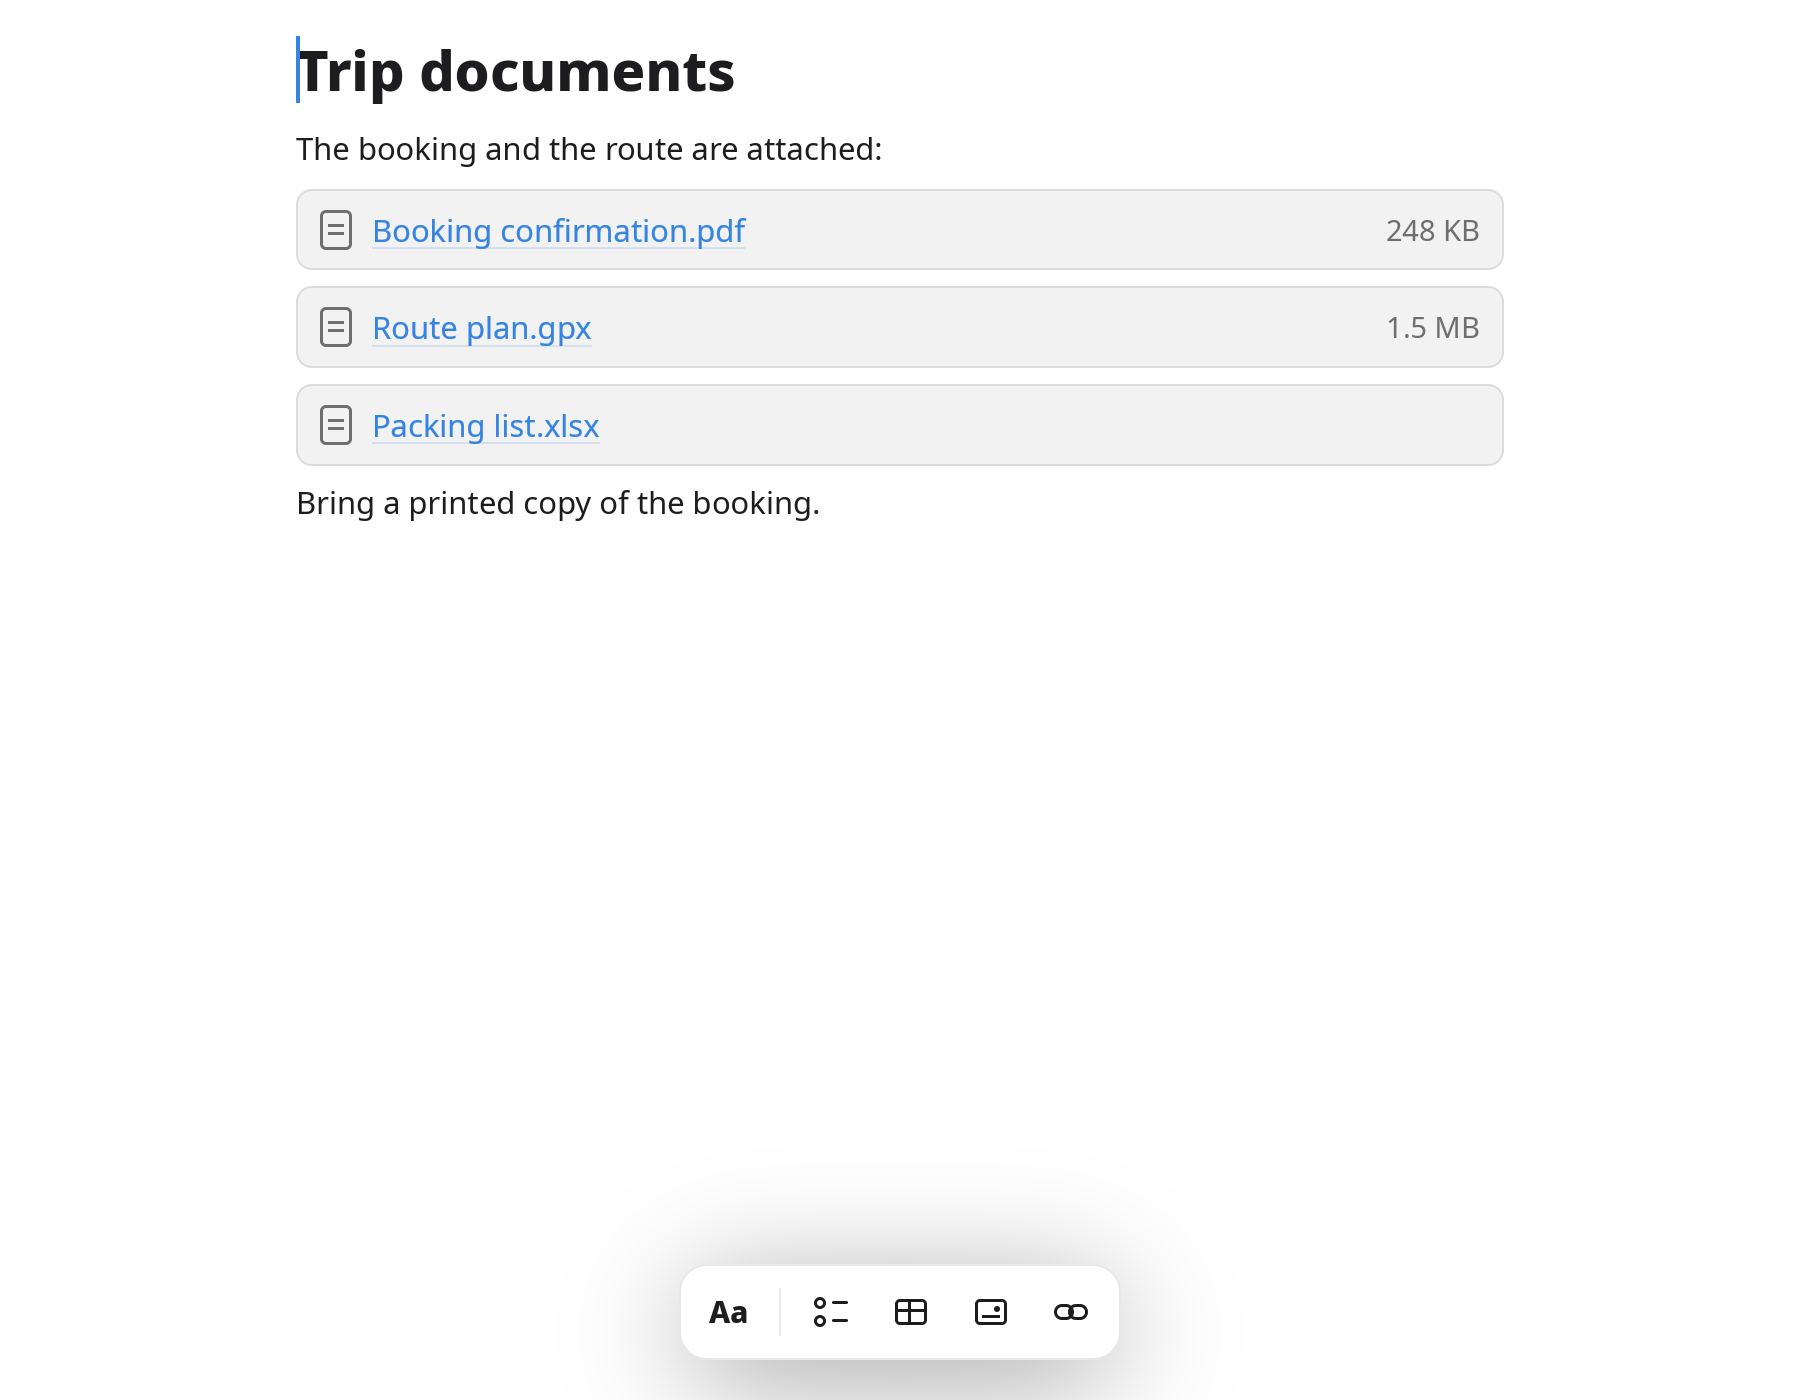 Trip documents
The booking and the route are attached:
Booking confirmation.pdf 248 KB
Route plan.gpx 1.5 MB
Packing list.xlsx
Bring a printed copy of the booking.
Aa